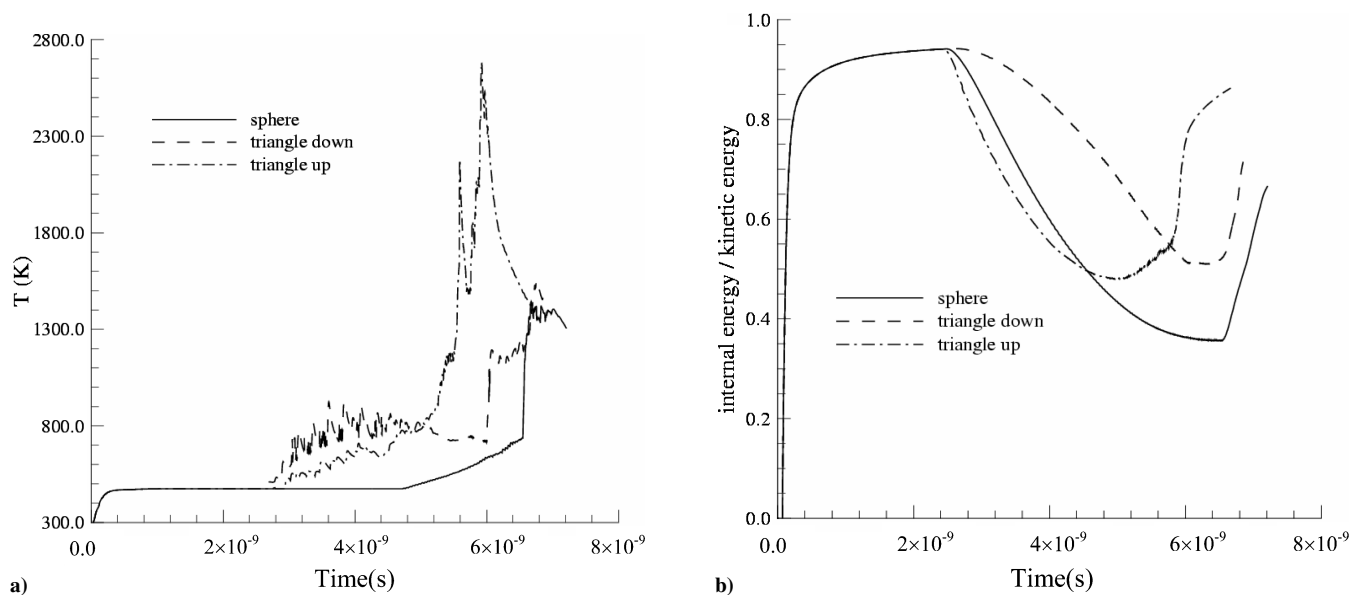 2800.0
2300.0
1800.0
1300.0
800.0
300.0
T (K)
sphere
triangle down
triangle up
0.0
2×10⁻⁹
4×10⁻⁹
6×10⁻⁹
8×10⁻⁹
Time(s)
a)
1.0
0.8
0.6
0.4
0.2
0.0
internal energy / kinetic energy
sphere
triangle down
triangle up
0.0
2×10⁻⁹
4×10⁻⁹
6×10⁻⁹
8×10⁻⁹
Time(s)
b)